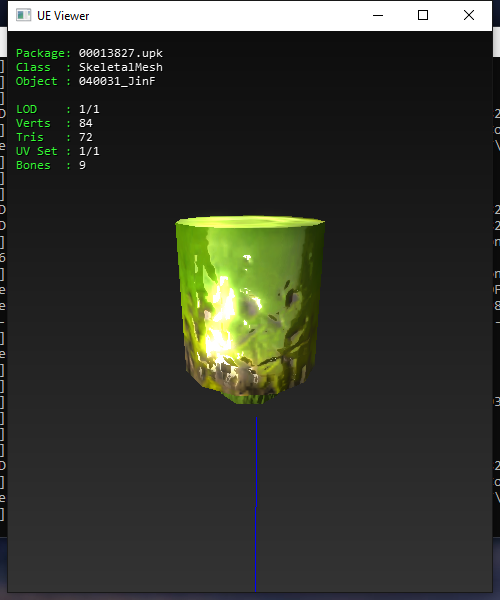 UE Viewer
Package: 00013827.upk
Class  : SkeletalMesh
Object : 040031_JinF
LOD    : 1/1
Verts  : 84
Tris   : 72
UV Set : 1/1
Bones  : 9